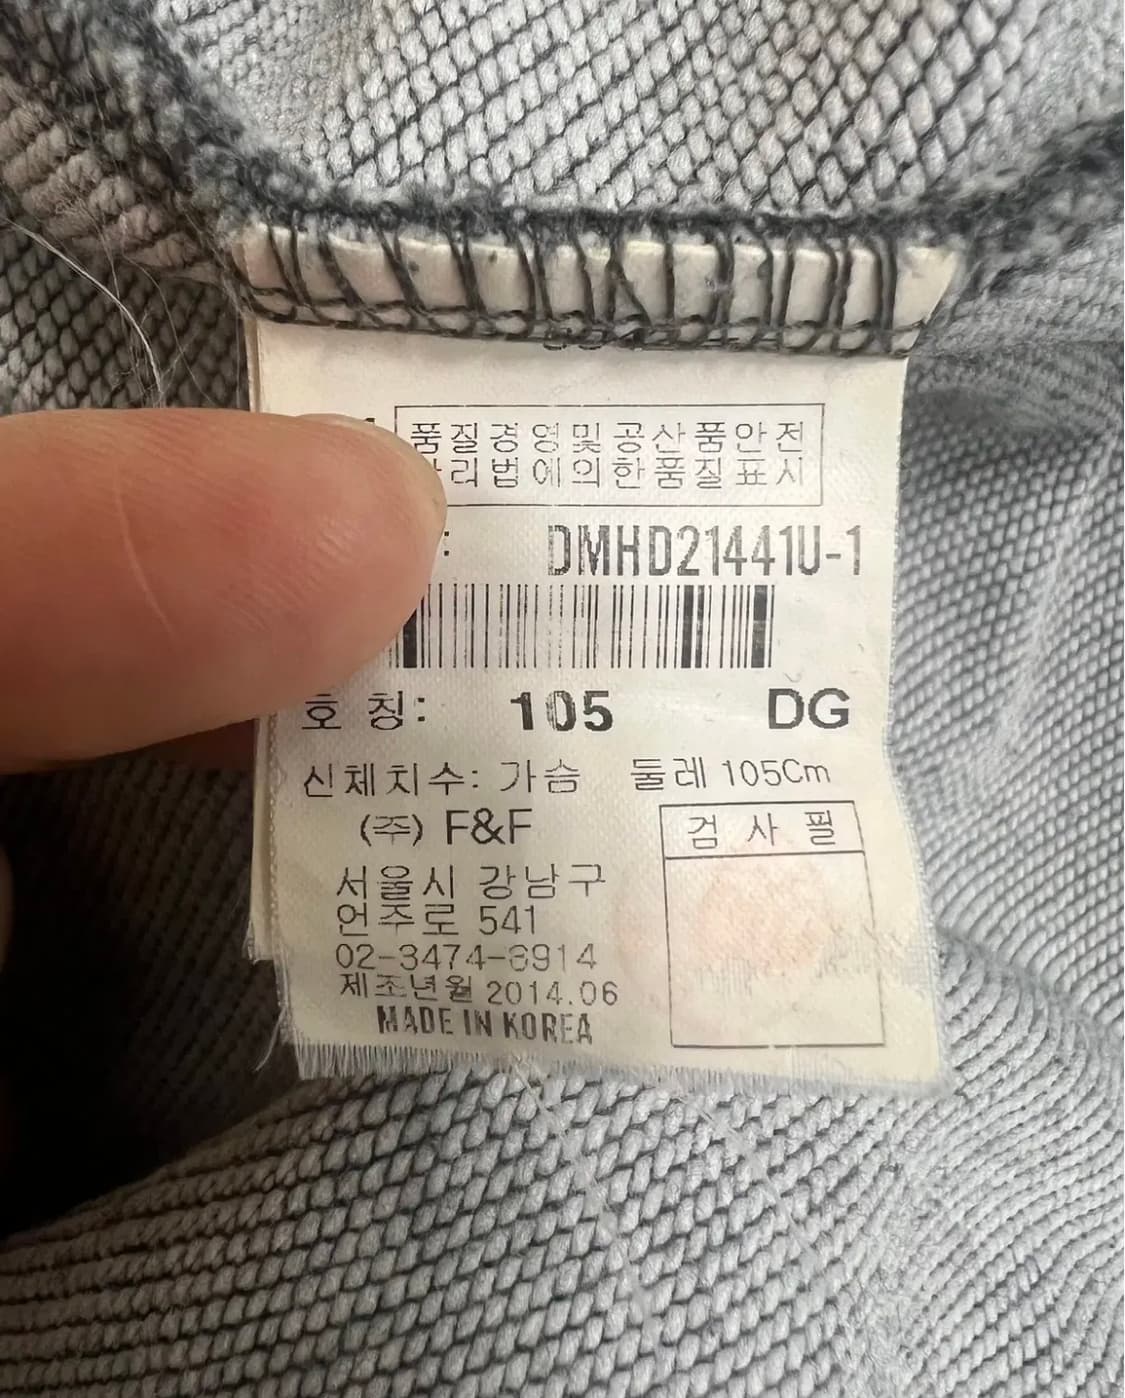 품질경영및공산품안전
리법에의한품질표시
DMHD21441U-1
호 칭: 105 DG
신체치수: 가슴 둘레 105Cm
(주) F&F
검 사 필
서울시 강남구
언주로 541
02-3474-8914
제조년월 2014.06
MADE IN KOREA